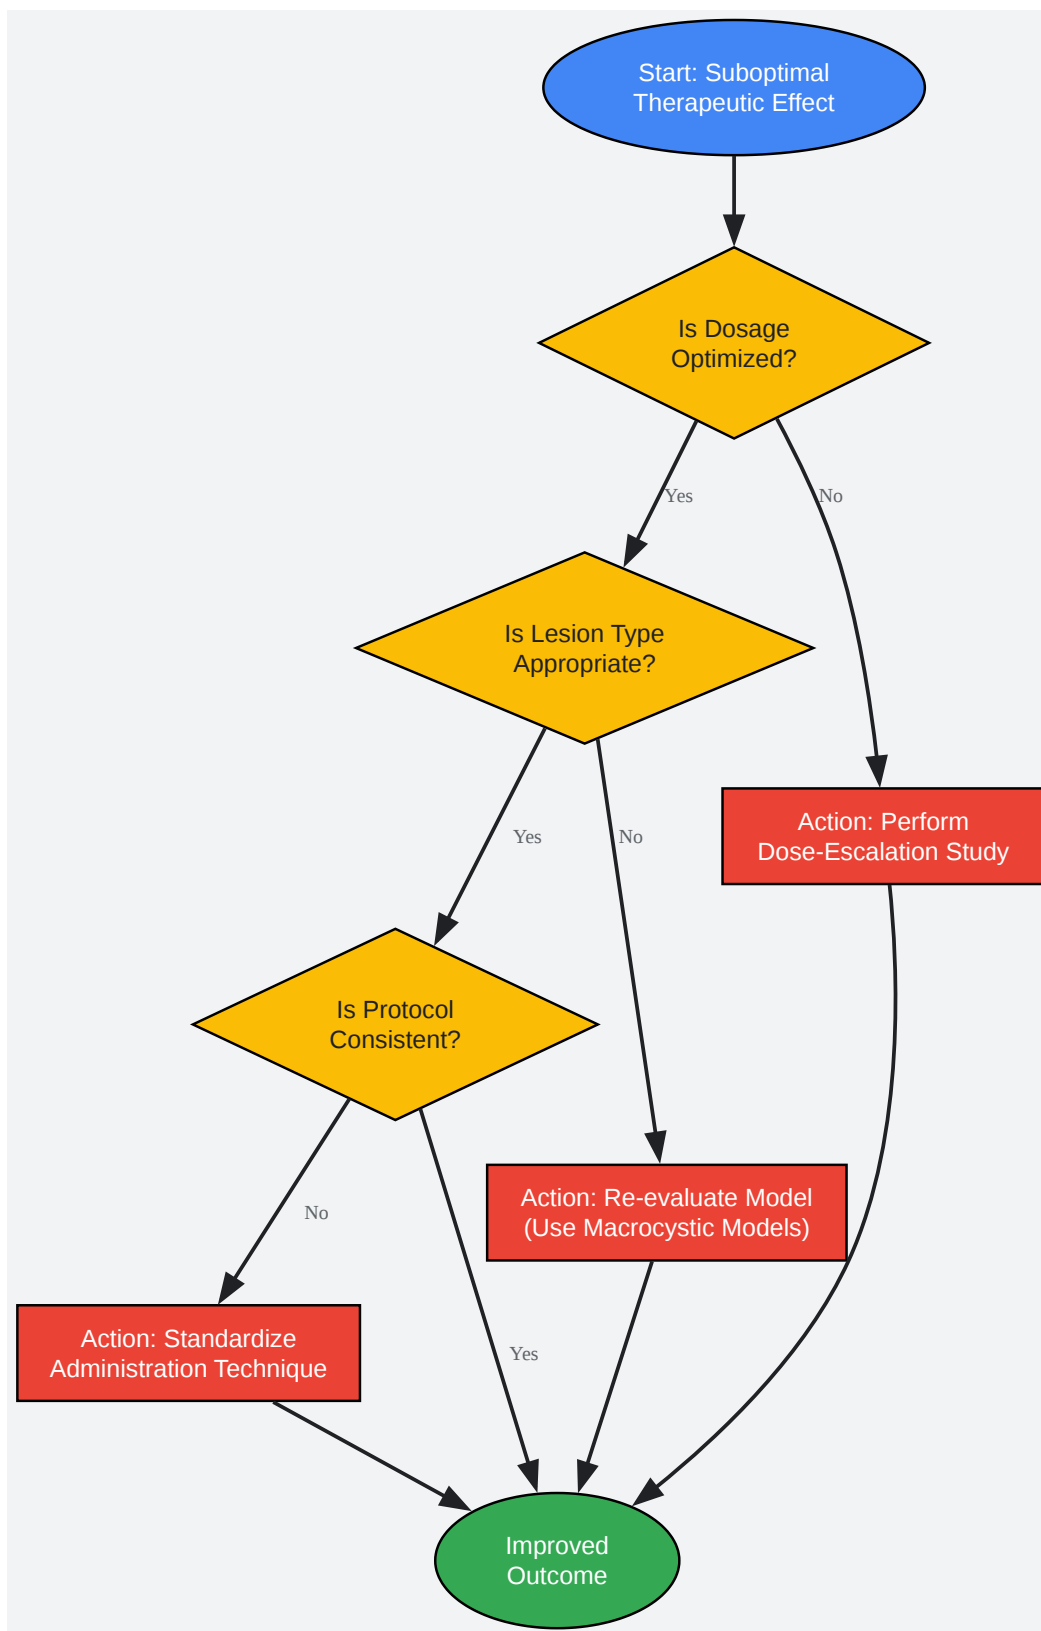 Start: Suboptimal
Therapeutic Effect
Is Dosage
Optimized?
Yes
No
Is Lesion Type
Appropriate?
Action: Perform
Dose-Escalation Study
Yes
No
Is Protocol
Consistent?
Action: Re-evaluate Model
(Use Macrocystic Models)
No
Action: Standardize
Administration Technique
Yes
Improved
Outcome